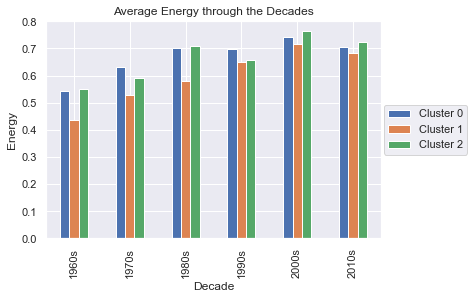 Average Energy through the Decades
Energy
0.8
0.7
0.6
0.5
0.4
0.3
0.2
0.1
0.0
1960s
1970s
1980s
1990s
2000s
2010s
Decade
Cluster 0
Cluster 1
Cluster 2